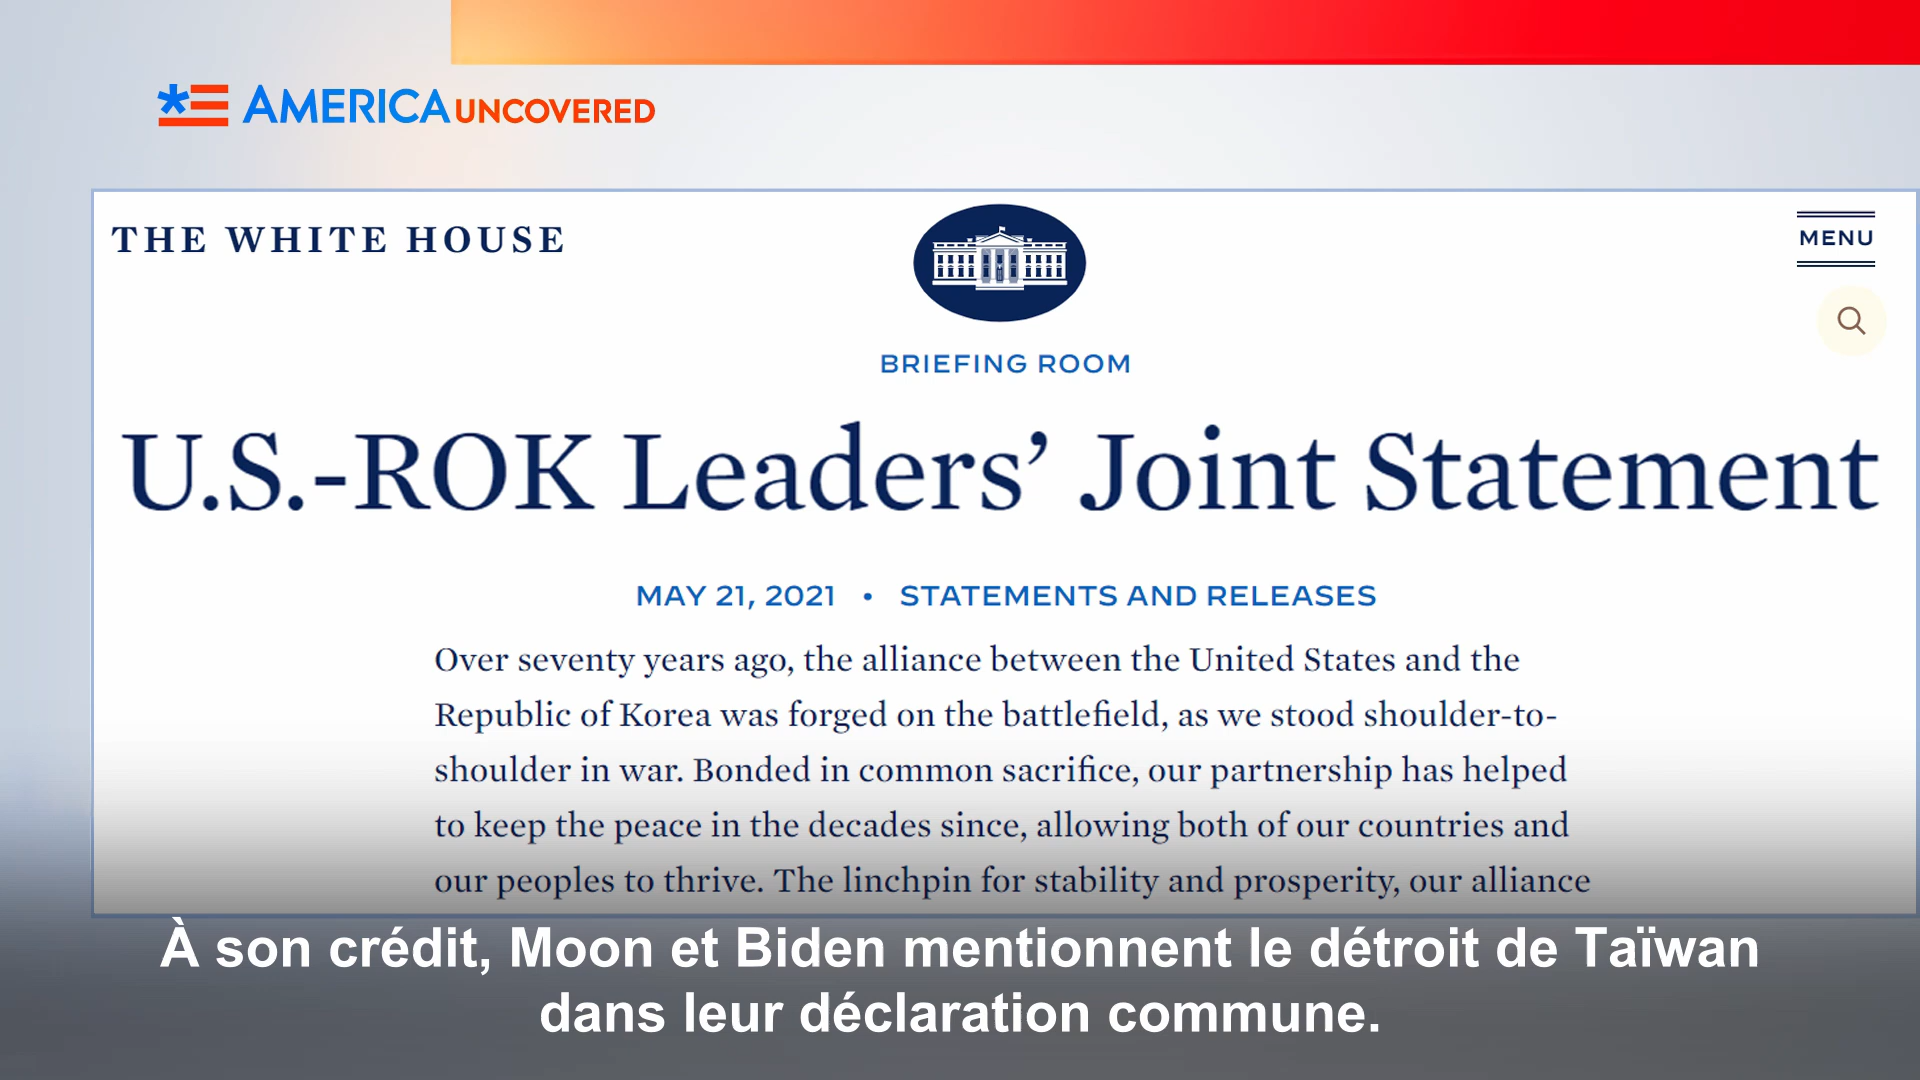 AMERICA UNCOVERED
THE WHITE HOUSE
MENU
BRIEFING ROOM
U.S.-ROK Leaders’ Joint Statement
MAY 21, 2021 • STATEMENTS AND RELEASES
Over seventy years ago, the alliance between the United States and the
Republic of Korea was forged on the battlefield, as we stood shoulder-to-
shoulder in war. Bonded in common sacrifice, our partnership has helped
to keep the peace in the decades since, allowing both of our countries and
our peoples to thrive. The linchpin for stability and prosperity, our alliance
À son crédit, Moon et Biden mentionnent le détroit de Taïwan
dans leur déclaration commune.